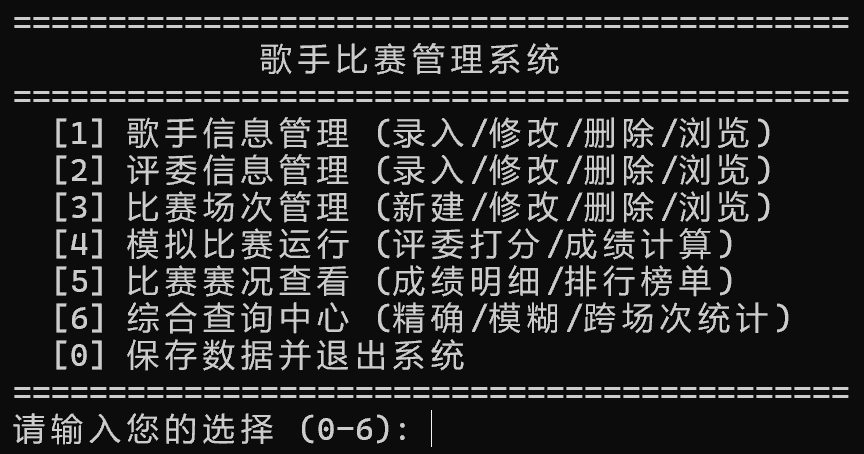 ============================================
歌手比赛管理系统
============================================
[1] 歌手信息管理 (录入/修改/删除/浏览)
[2] 评委信息管理 (录入/修改/删除/浏览)
[3] 比赛场次管理 (新建/修改/删除/浏览)
[4] 模拟比赛运行 (评委打分/成绩计算)
[5] 比赛赛况查看 (成绩明细/排行榜单)
[6] 综合查询中心 (精确/模糊/跨场次统计)
[0] 保存数据并退出系统
============================================
请输入您的选择 (0-6):